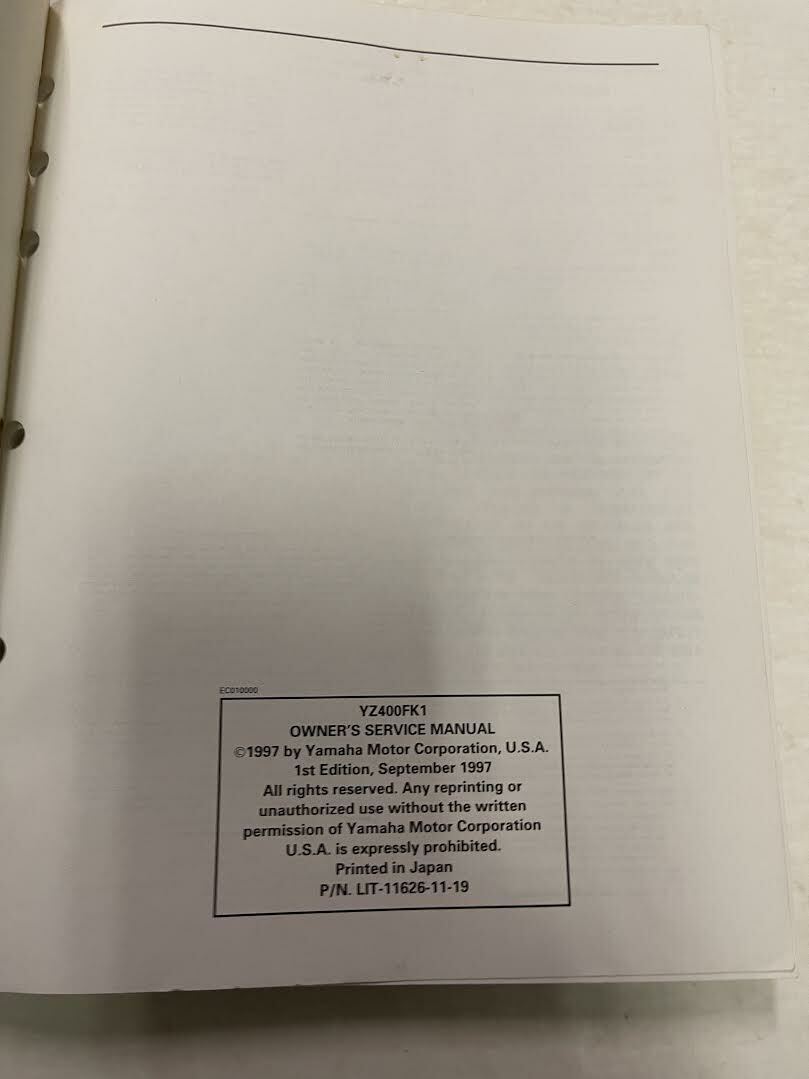 EC010000
YZ400FK1
OWNER'S SERVICE MANUAL
©1997 by Yamaha Motor Corporation, U.S.A.
1st Edition, September 1997
All rights reserved. Any reprinting or
unauthorized use without the written
permission of Yamaha Motor Corporation
U.S.A. is expressly prohibited.
Printed in Japan
P/N. LIT-11626-11-19